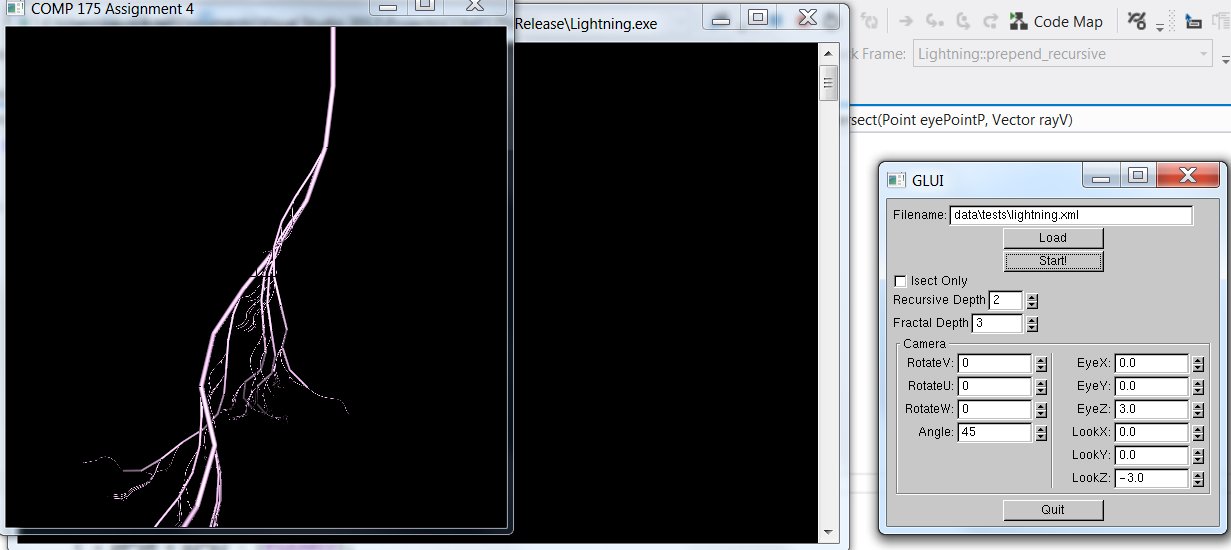 COMP 175 Assignment 4
Release\Lightning.exe
Code Map
k Frame:
Lightning::prepend_recursive
rsect(Point eyePointP, Vector rayV)
GLUI
Filename: data\tests\lightning.xml
Load
Start!
Isect Only
Recursive Depth 2
Fractal Depth 3
Camera
RotateV: 0 EyeX: 0.0
RotateU: 0 EyeY: 0.0
RotateW: 0 EyeZ: 3.0
Angle: 45 LookX: 0.0
LookY: 0.0
LookZ: -3.0
Quit